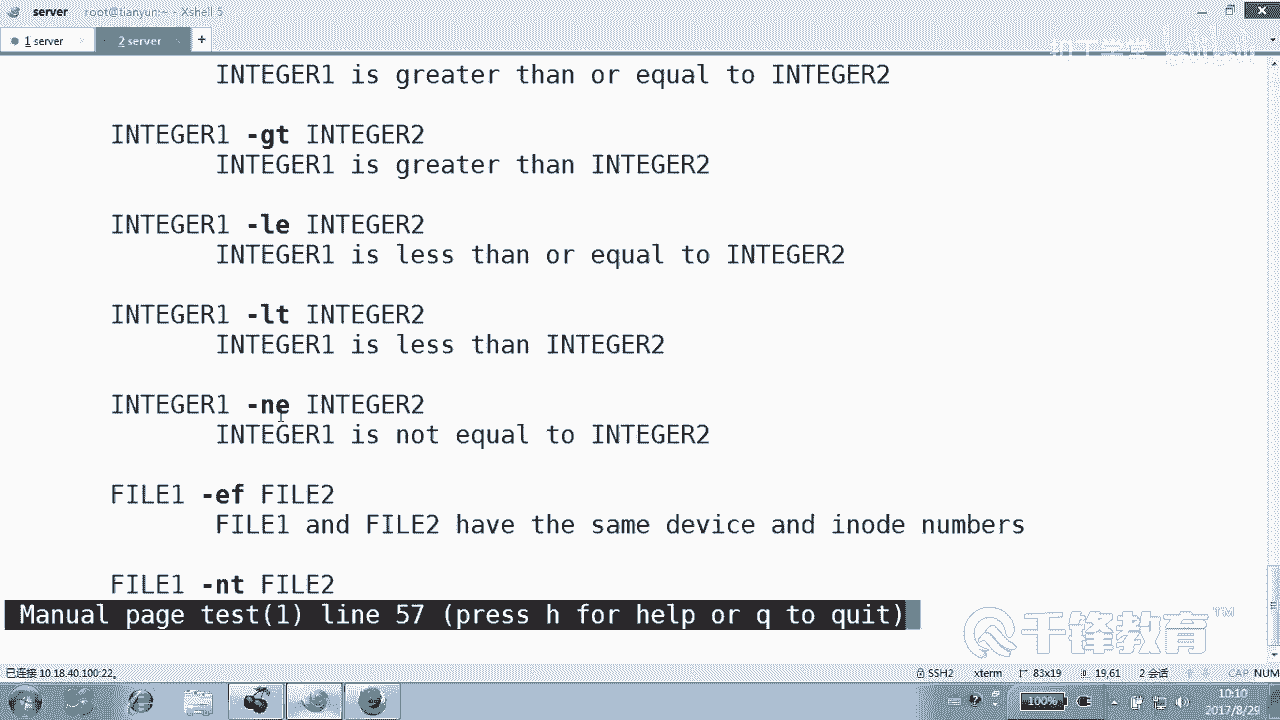 server root@tianyun:~ - Xshell 5
1 server 2 server +
INTEGER1 is greater than or equal to INTEGER2
INTEGER1 -gt INTEGER2
INTEGER1 is greater than INTEGER2
INTEGER1 -le INTEGER2
INTEGER1 is less than or equal to INTEGER2
INTEGER1 -lt INTEGER2
INTEGER1 is less than INTEGER2
INTEGER1 -ne INTEGER2
INTEGER1 is not equal to INTEGER2
FILE1 -ef FILE2
FILE1 and FILE2 have the same device and inode numbers
FILE1 -nt FILE2
Manual page test(1) line 57 (press h for help or q to quit)
千锋教育 TM
已连接 10.18.40.100:22。 SSH2 xterm 83x19 19,61 2 会话 CAP NUM
100% 10:10
2017/8/29